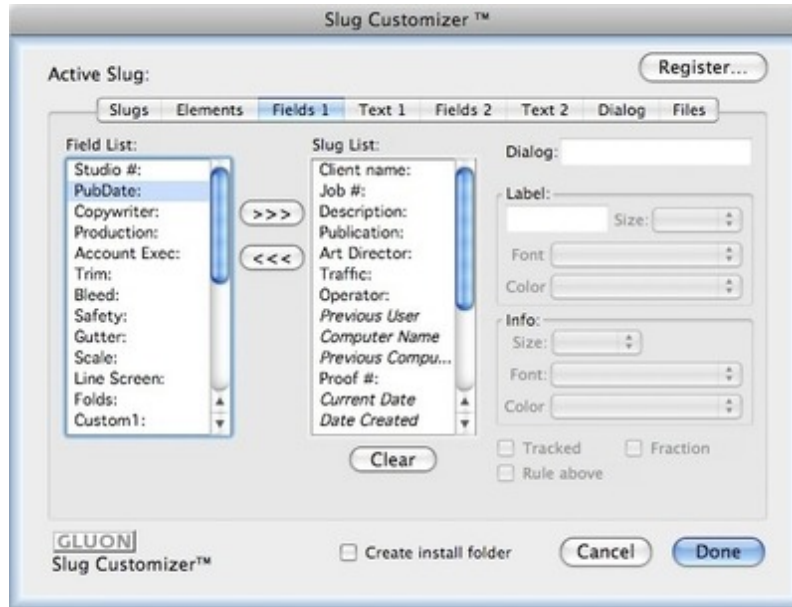 Slug Customizer ™
Active Slug:
Register...
Slugs Elements Fields 1 Text 1 Fields 2 Text 2 Dialog Files
Field List:
Studio #:
PubDate:
Copywriter:
Production:
Account Exec:
Trim:
Bleed:
Safety:
Gutter:
Scale:
Line Screen:
Folds:
Custom1:
>>>
<<<
Slug List:
Client name:
Job #:
Description:
Publication:
Art Director:
Traffic:
Operator:
Previous User
Computer Name
Previous Compu...
Proof #:
Current Date
Date Created
Clear
Dialog:
Label:
Size:
Font
Color
Info:
Size:
Font:
Color
Tracked Fraction
Rule above
GLUON
Slug Customizer™
Create install folder
Cancel
Done